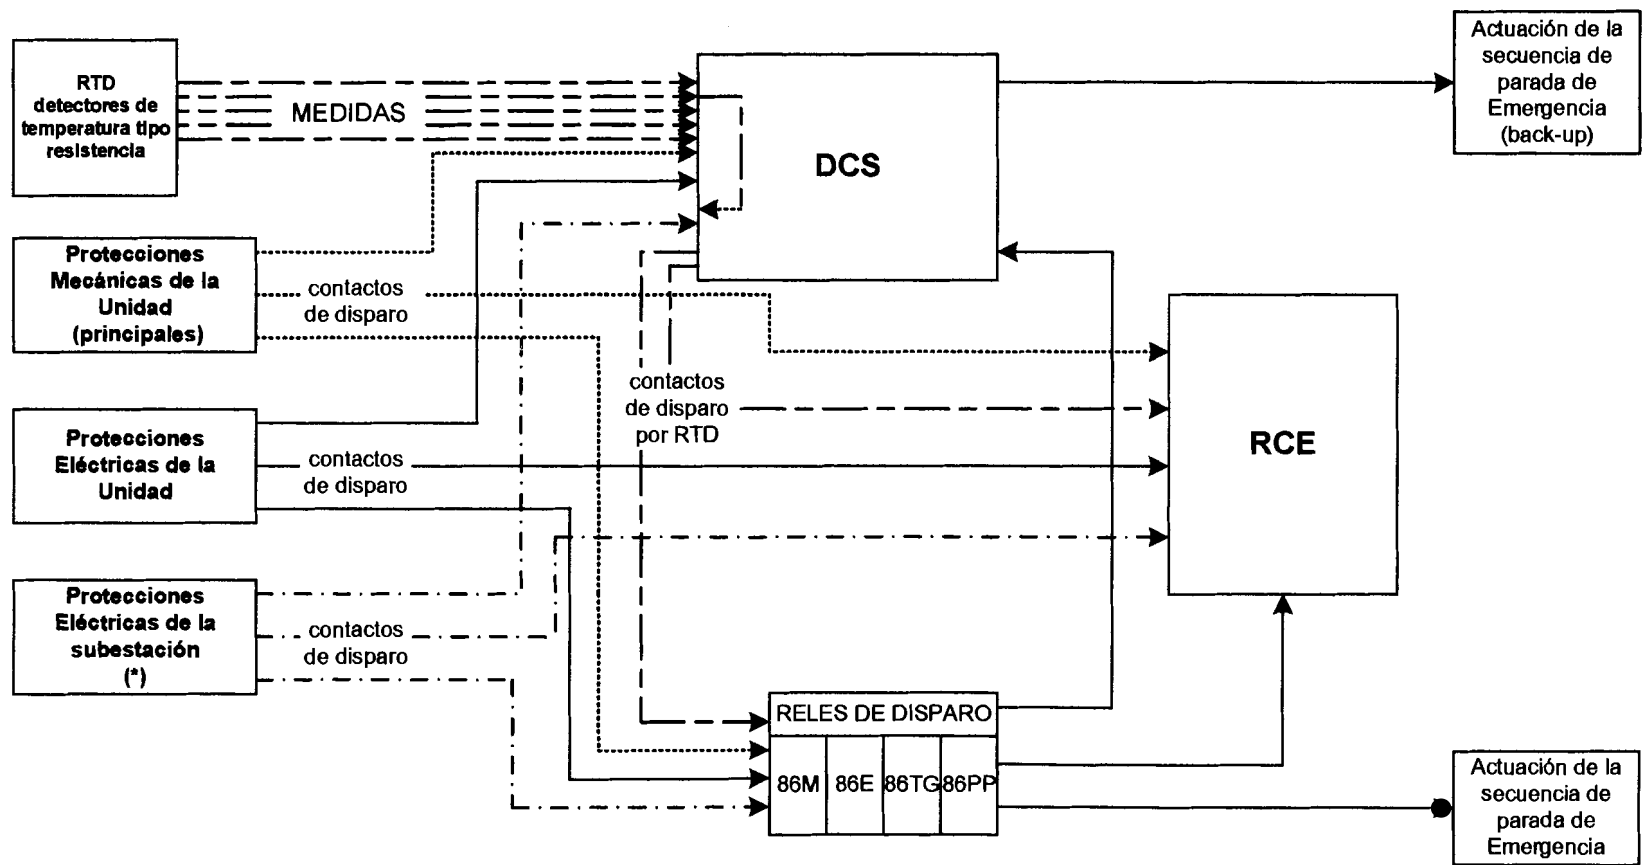 RTD
detectores de
temperatura tipo
resistencia
MEDIDAS
DCS
Actuación de la
secuencia de
parada de
Emergencia
(back-up)
Protecciones
Mecánicas de la
Unidad
(principales)
contactos
de disparo
contactos
de disparo
por RTD
RCE
Protecciones
Eléctricas de la
Unidad
contactos
de disparo
Protecciones
Eléctricas de la
subestación
(*)
contactos
de disparo
RELES DE DISPARO
86M 86E 86TG 86PP
Actuación de la
secuencia de
parada de
Emergencia